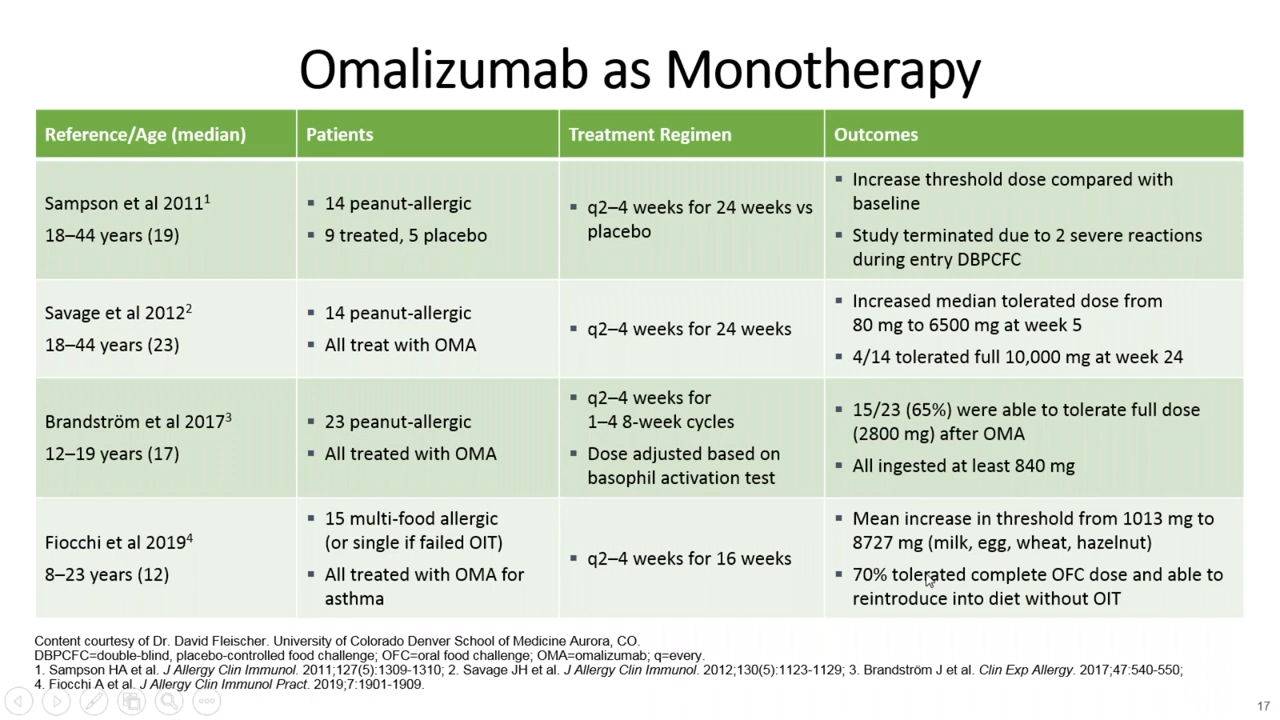 Omalizumab as Monotherapy
Reference/Age (median)
Patients
Treatment Regimen
Outcomes
Sampson et al 2011¹
18–44 years (19)
▪ 14 peanut-allergic
▪ 9 treated, 5 placebo
▪ q2–4 weeks for 24 weeks vs
placebo
▪ Increase threshold dose compared with
baseline
▪ Study terminated due to 2 severe reactions
during entry DBPCFC
Savage et al 2012²
18–44 years (23)
▪ 14 peanut-allergic
▪ All treat with OMA
▪ q2–4 weeks for 24 weeks
▪ Increased median tolerated dose from
80 mg to 6500 mg at week 5
▪ 4/14 tolerated full 10,000 mg at week 24
Brandström et al 2017³
12–19 years (17)
▪ 23 peanut-allergic
▪ All treated with OMA
▪ q2–4 weeks for
1–4 8-week cycles
▪ Dose adjusted based on
basophil activation test
▪ 15/23 (65%) were able to tolerate full dose
(2800 mg) after OMA
▪ All ingested at least 840 mg
Fiocchi et al 2019⁴
8–23 years (12)
▪ 15 multi-food allergic
(or single if failed OIT)
▪ All treated with OMA for
asthma
▪ q2–4 weeks for 16 weeks
▪ Mean increase in threshold from 1013 mg to
8727 mg (milk, egg, wheat, hazelnut)
▪ 70% tolerated complete OFC dose and able to
reintroduce into diet without OIT
Content courtesy of Dr. David Fleischer. University of Colorado Denver School of Medicine Aurora, CO.
DBPCFC=double-blind, placebo-controlled food challenge; OFC=oral food challenge; OMA=omalizumab; q=every.
1. Sampson HA et al. J Allergy Clin Immunol. 2011;127(5):1309-1310; 2. Savage JH et al. J Allergy Clin Immunol. 2012;130(5):1123-1129; 3. Brandström J et al. Clin Exp Allergy. 2017;47:540-550;
4. Fiocchi A et al. J Allergy Clin Immunol Pract. 2019;7:1901-1909.
17